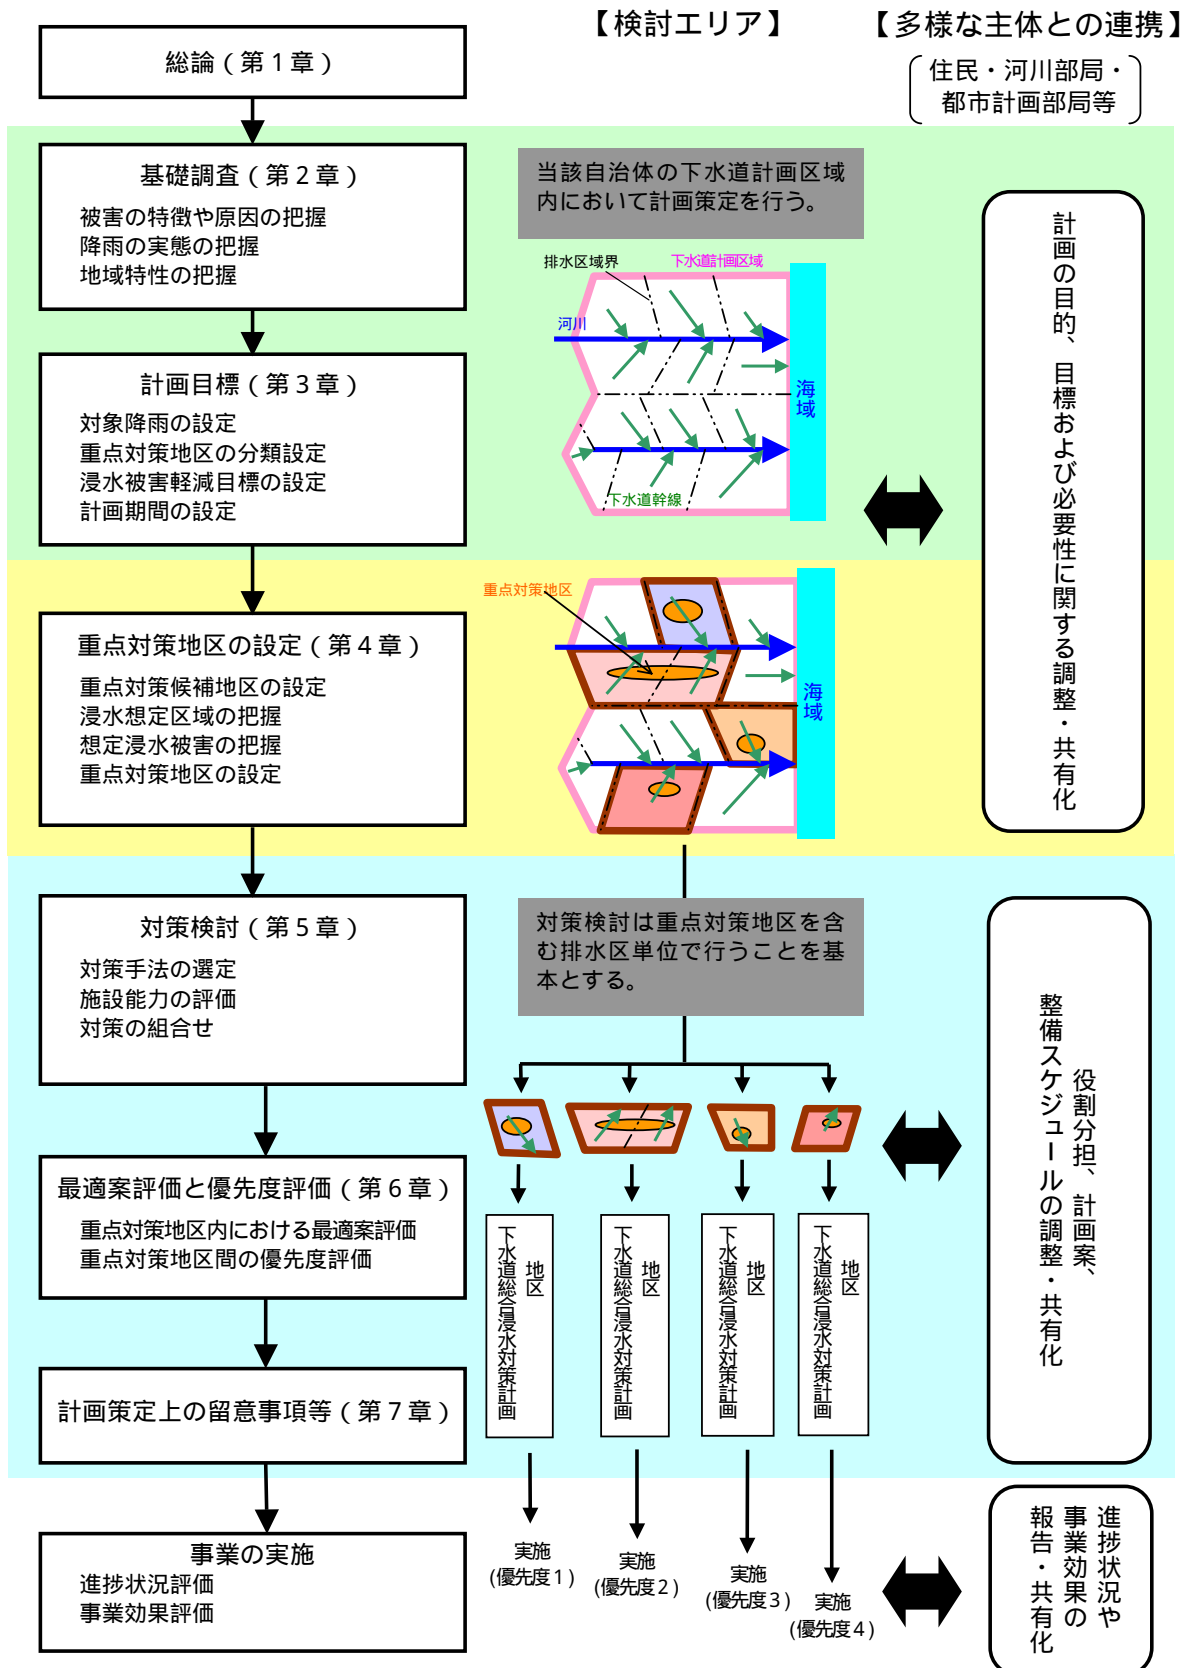 【検討エリア】
【多様な主体との連携】
住民・河川部局・
都市計画部局等
総論（第１章）
基礎調査（第２章）
被害の特徴や原因の把握
降雨の実態の把握
地域特性の把握
計画目標（第３章）
対象降雨の設定
重点対策地区の分類設定
浸水被害軽減目標の設定
計画期間の設定
重点対策地区の設定（第４章）
重点対策候補地区の設定
浸水想定区域の把握
想定浸水被害の把握
重点対策地区の設定
対策検討（第５章）
対策手法の選定
施設能力の評価
対策の組合せ
最適案評価と優先度評価（第６章）
重点対策地区内における最適案評価
重点対策地区間の優先度評価
計画策定上の留意事項等（第７章）
事業の実施
進捗状況評価
事業効果評価
当該自治体の下水道計画区域
内において計画策定を行う。
排水区域界
下水道計画区域
河川
海域
下水道幹線
重点対策地区
海域
対策検討は重点対策地区を含
む排水区単位で行うことを基
本とする。
地区
下水道総合浸水対策計画
地区
下水道総合浸水対策計画
地区
下水道総合浸水対策計画
地区
下水道総合浸水対策計画
実施
(優先度１)
実施
(優先度２)
実施
(優先度３)
実施
(優先度４)
計画の目的、目標および必要性に関する調整・共有化
役割分担、計画案、
整備スケジュールの調整・共有化
進捗状況や
事業効果の
報告・共有化